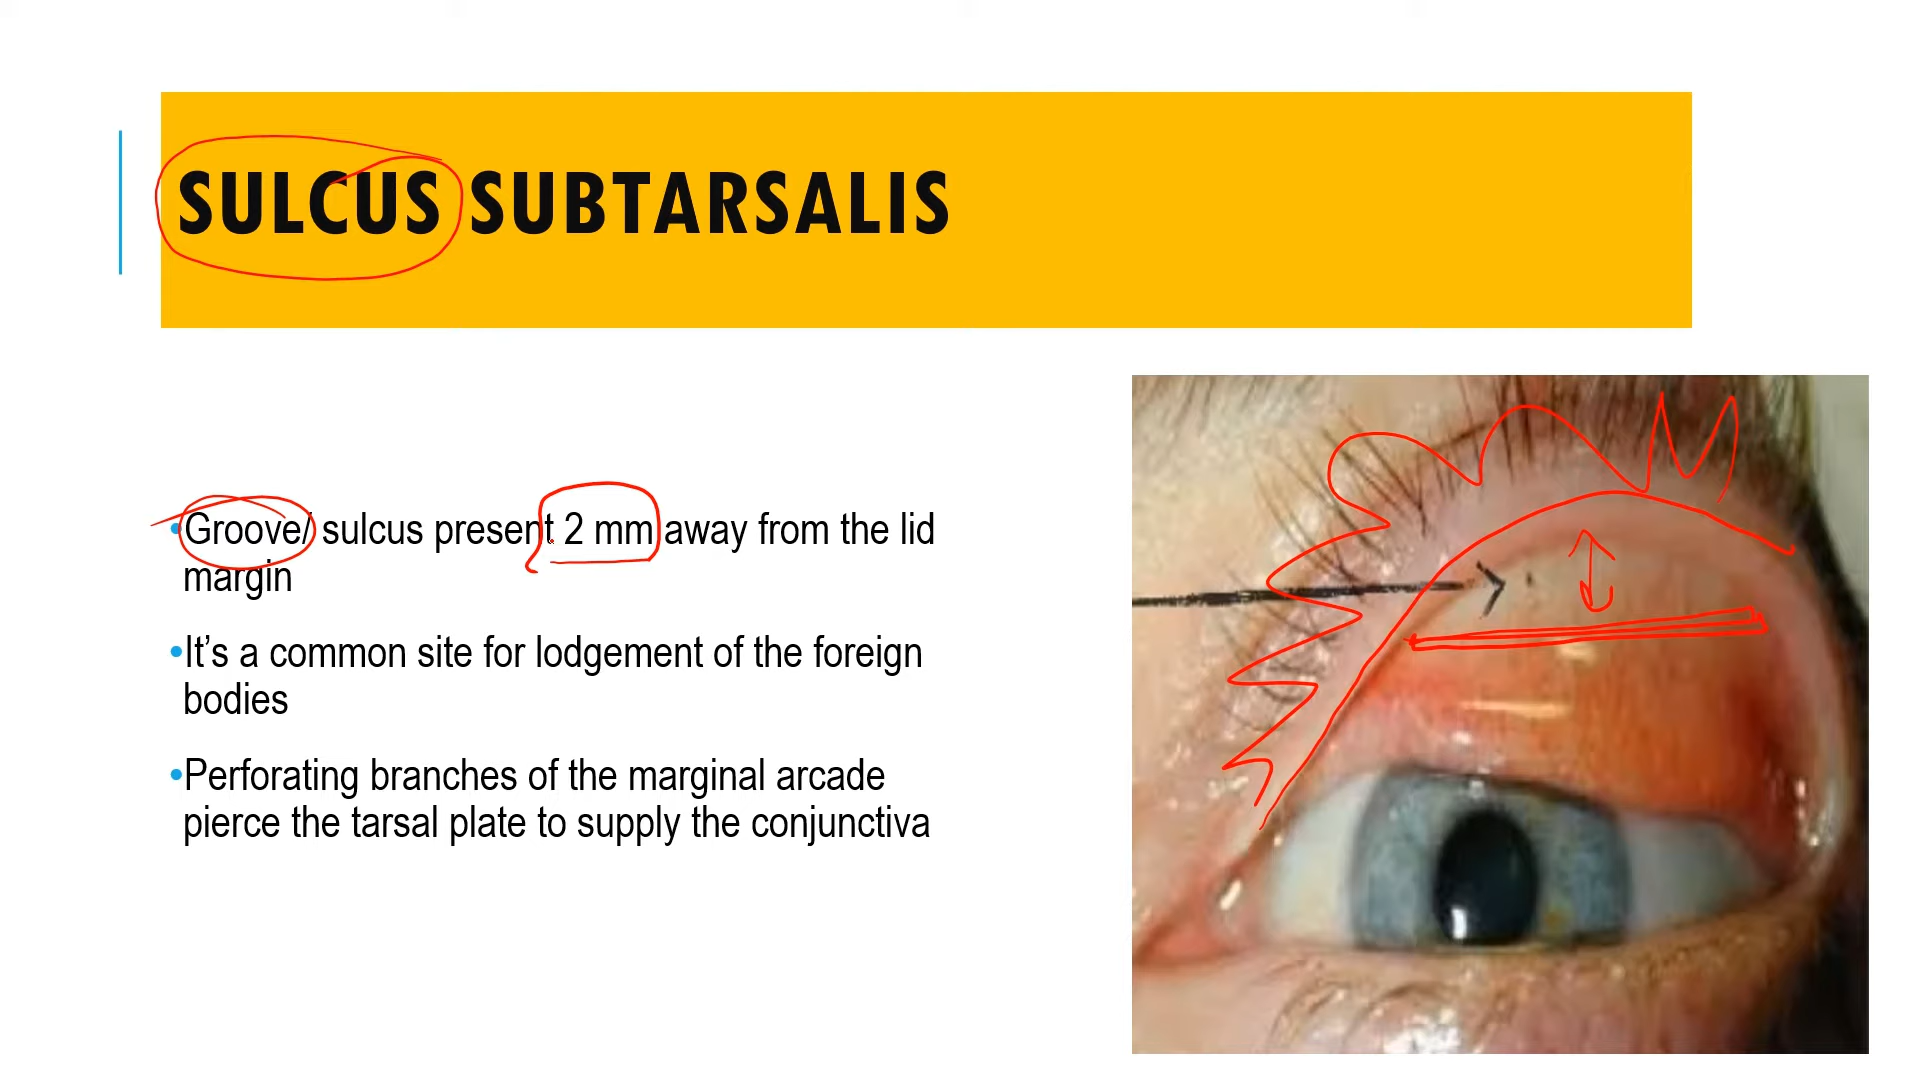 SULCUS SUBTARSALIS
•Groove/ sulcus present 2 mm away from the lid
margin
•It’s a common site for lodgement of the foreign
bodies
•Perforating branches of the marginal arcade
pierce the tarsal plate to supply the conjunctiva